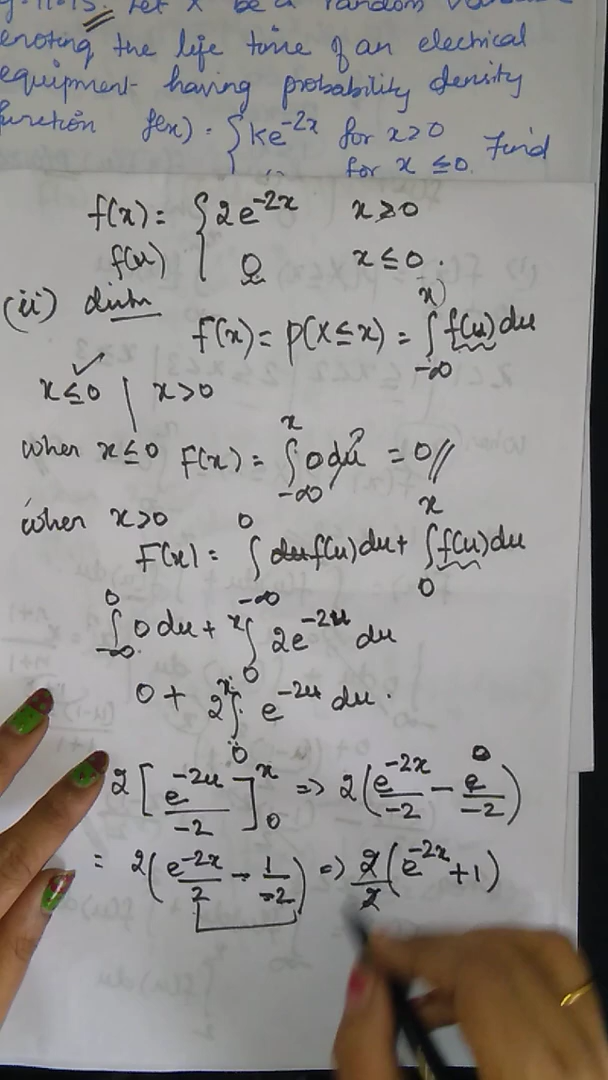 Let X be a random
enoting the life time of an electrical
equipment having probability density
function f(x) = { ke^{-2x} for x>0 Find
for x ≤ 0.
f(x) = { 2e^{-2x} x≥0
f(u) 0 x≤0.
(ii) distn
f(x) = P(X≤x) = ∫_{-∞}^{x} f(u)du
x≤0 | x>0
when x≤0 F(x) = ∫_{-∞}^{x} 0 du = 0//
when x>0
F(x) = ∫_{-∞}^{0} f(u)du + ∫_{0}^{x} f(u)du
∫_{-∞}^{0} 0 du + ∫_{0}^{x} 2e^{-2u} du
0 + 2∫_{0}^{x} e^{-2u} du.
2[e^{-2u}/-2]_{0}^{x} => 2(e^{-2x}/-2 - e^{0}/-2)
= 2(e^{-2x}/2 - 1/-2) => 2/2(e^{-2x}+1)